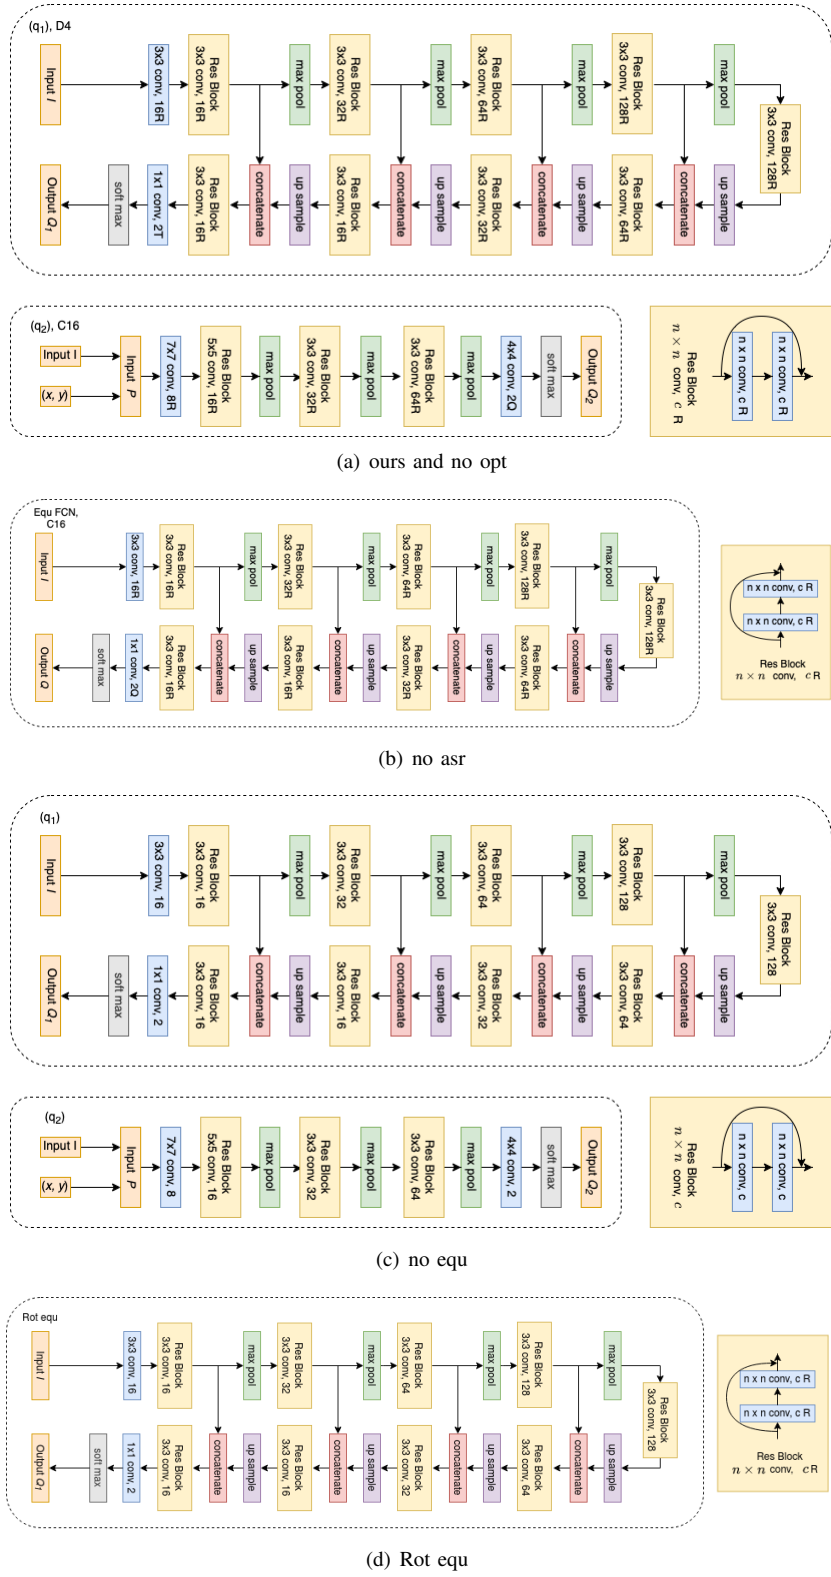 (q₁), D4
Input I
3x3 conv, 16R
Res Block
3x3 conv, 16R
max pool
Res Block
3x3 conv, 32R
max pool
Res Block
3x3 conv, 64R
max pool
Res Block
3x3 conv, 128R
max pool
Res Block
3x3 conv, 128R
Output Q₁
soft max
1x1 conv, 2T
Res Block
3x3 conv, 16R
concatenate
up sample
Res Block
3x3 conv, 16R
concatenate
up sample
Res Block
3x3 conv, 32R
concatenate
up sample
Res Block
3x3 conv, 64R
concatenate
up sample
(q₂), C16
Input I
(x, y)
Input P
7x7 conv, 8R
Res Block
5x5 conv, 16R
max pool
Res Block
3x3 conv, 32R
max pool
Res Block
3x3 conv, 64R
max pool
4x4 conv, 2Q
soft max
Output Q₂
Res Block
n × n conv, c R
n x n conv, c R
n x n conv, c R
(a) ours and no opt
Equ FCN,
C16
Input I
3x3 conv, 16R
Res Block
3x3 conv, 16R
max pool
Res Block
3x3 conv, 32R
max pool
Res Block
3x3 conv, 64R
max pool
Res Block
3x3 conv, 128R
max pool
Res Block
3x3 conv, 128R
Output Q
soft max
1x1 conv, 2Q
Res Block
3x3 conv, 16R
concatenate
up sample
Res Block
3x3 conv, 16R
concatenate
up sample
Res Block
3x3 conv, 32R
concatenate
up sample
Res Block
3x3 conv, 64R
concatenate
up sample
n x n conv, c R
n x n conv, c R
Res Block
n × n conv, c R
(b) no asr
(q₁)
Input I
3x3 conv, 16
Res Block
3x3 conv, 16
max pool
Res Block
3x3 conv, 32
max pool
Res Block
3x3 conv, 64
max pool
Res Block
3x3 conv, 128
max pool
Res Block
3x3 conv, 128
Output Q₁
soft max
1x1 conv, 2
Res Block
3x3 conv, 16
concatenate
up sample
Res Block
3x3 conv, 16
concatenate
up sample
Res Block
3x3 conv, 32
concatenate
up sample
Res Block
3x3 conv, 64
concatenate
up sample
(q₂)
Input I
(x, y)
Input P
7x7 conv, 8
Res Block
5x5 conv, 16
max pool
Res Block
3x3 conv, 32
max pool
Res Block
3x3 conv, 64
max pool
4x4 conv, 2
soft max
Output Q₂
Res Block
n × n conv, c
n x n conv, c
n x n conv, c
(c) no equ
Rot equ
Input I
3x3 conv, 16
Res Block
3x3 conv, 16
max pool
Res Block
3x3 conv, 32
max pool
Res Block
3x3 conv, 64
max pool
Res Block
3x3 conv, 128
max pool
Res Block
3x3 conv, 128
Output Q₁
soft max
1x1 conv, 2
Res Block
3x3 conv, 16
concatenate
up sample
Res Block
3x3 conv, 16
concatenate
up sample
Res Block
3x3 conv, 32
concatenate
up sample
Res Block
3x3 conv, 64
concatenate
up sample
n x n conv, c R
n x n conv, c R
Res Block
n × n conv, c R
(d) Rot equ